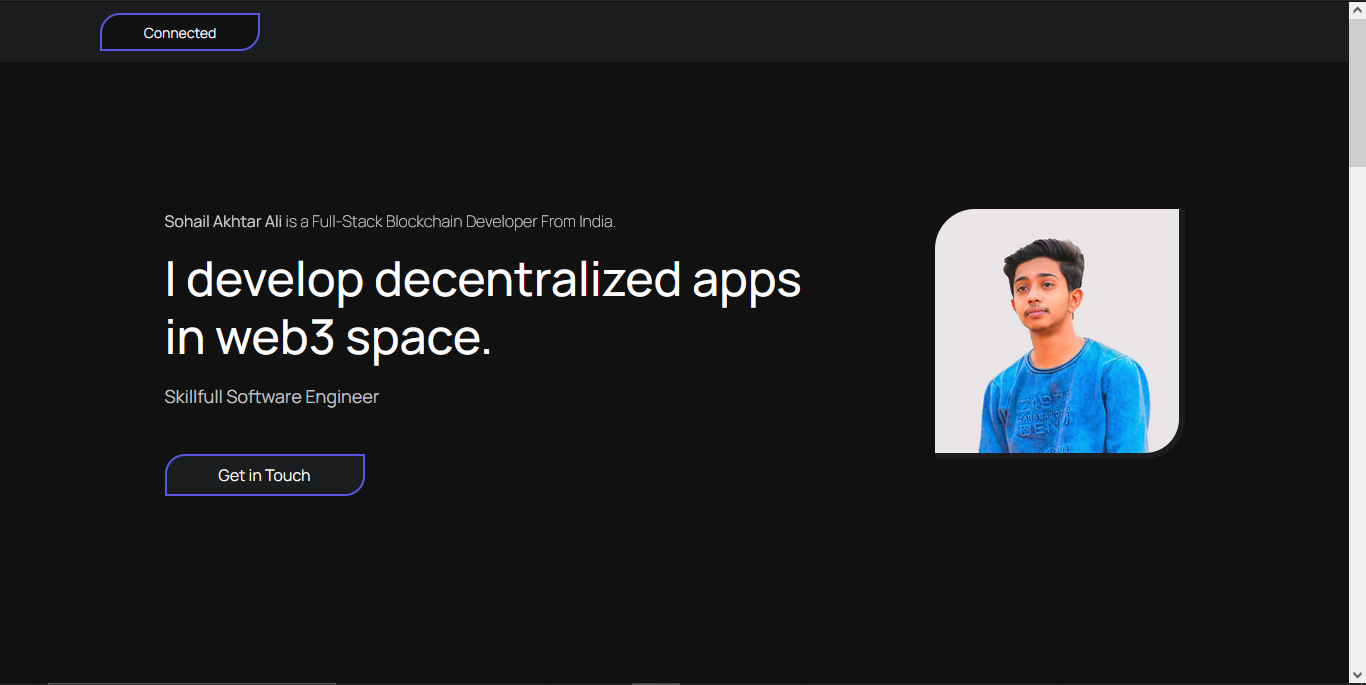 Connected
Sohail Akhtar Ali is a Full-Stack Blockchain Developer From India.
I develop decentralized apps
in web3 space.
Skillfull Software Engineer
Get in Touch